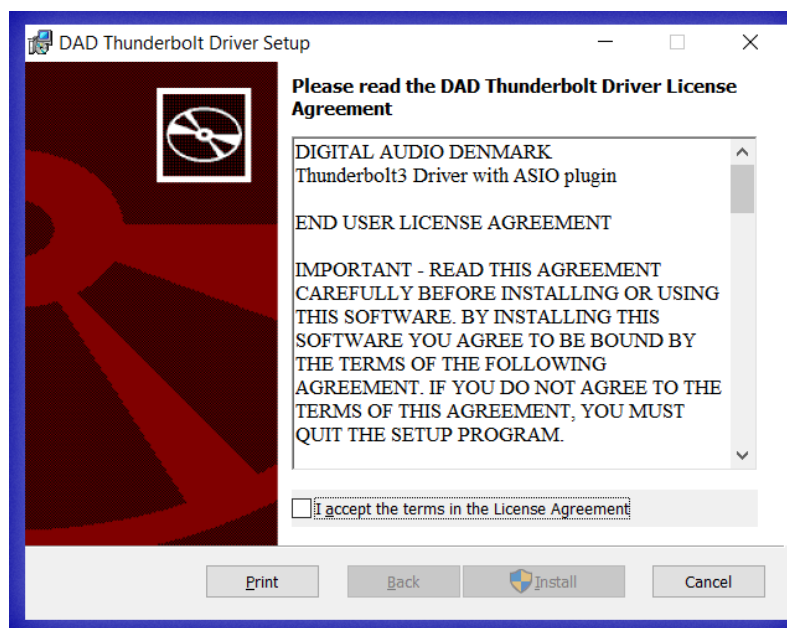 DAD Thunderbolt Driver Setup
Please read the DAD Thunderbolt Driver License
Agreement
DIGITAL AUDIO DENMARK
Thunderbolt3 Driver with ASIO plugin
END USER LICENSE AGREEMENT
IMPORTANT - READ THIS AGREEMENT
CAREFULLY BEFORE INSTALLING OR USING
THIS SOFTWARE. BY INSTALLING THIS
SOFTWARE YOU AGREE TO BE BOUND BY
THE TERMS OF THE FOLLOWING
AGREEMENT. IF YOU DO NOT AGREE TO THE
TERMS OF THIS AGREEMENT, YOU MUST
QUIT THE SETUP PROGRAM.
I accept the terms in the License Agreement
Print Back Install Cancel